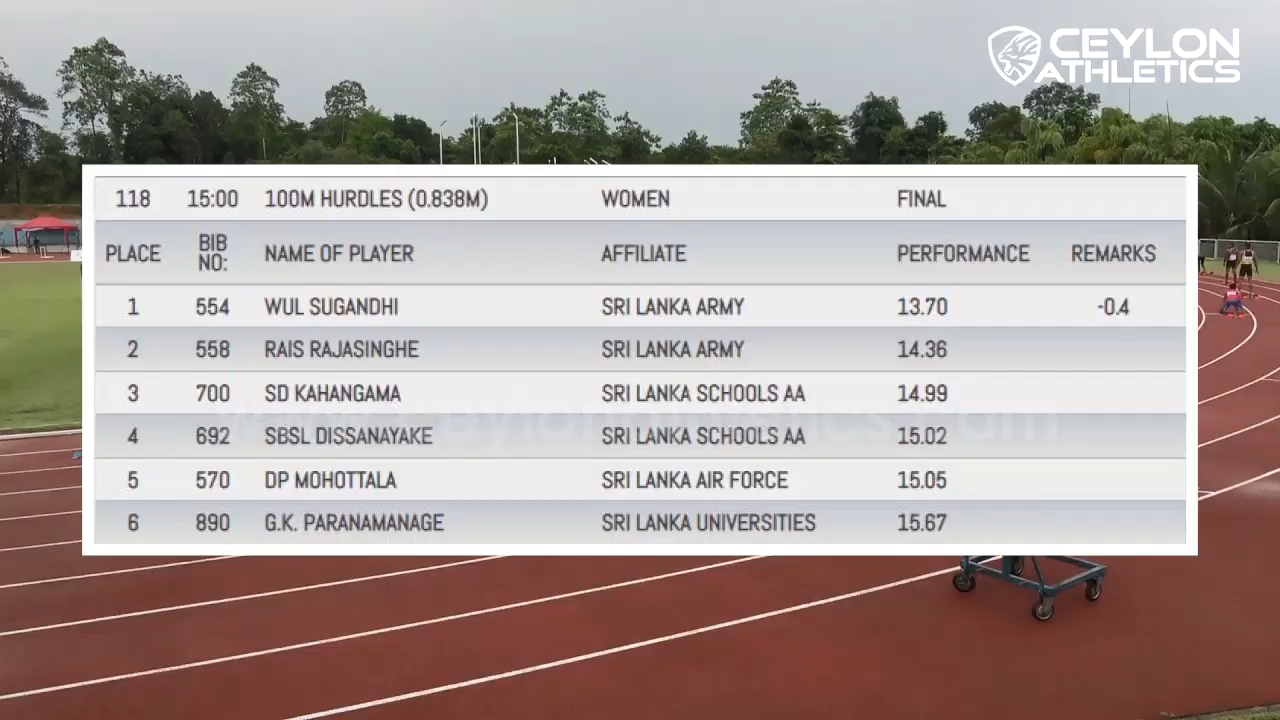 CEYLON
ATHLETICS
118 15:00 100M HURDLES (0.838M) WOMEN FINAL
PLACE BIB NO: NAME OF PLAYER AFFILIATE PERFORMANCE REMARKS
1 554 WUL SUGANDHI SRI LANKA ARMY 13.70 -0.4
2 558 RAIS RAJASINGHE SRI LANKA ARMY 14.36
3 700 SD KAHANGAMA SRI LANKA SCHOOLS AA 14.99
4 692 SBSL DISSANAYAKE SRI LANKA SCHOOLS AA 15.02
5 570 DP MOHOTTALA SRI LANKA AIR FORCE 15.05
6 890 G.K. PARANAMANAGE SRI LANKA UNIVERSITIES 15.67